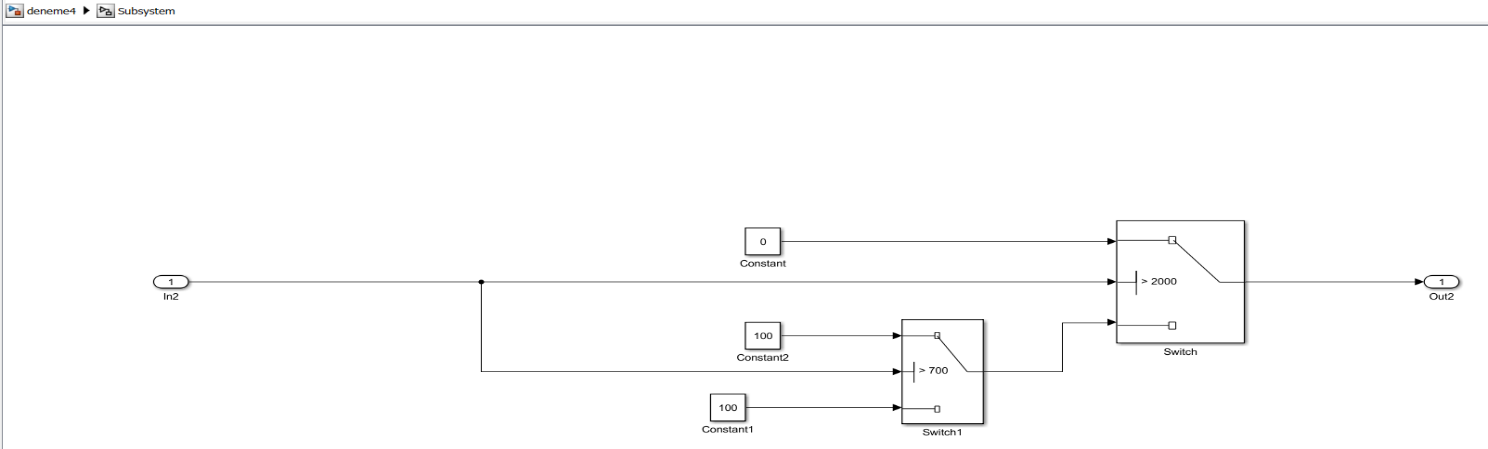 deneme4 Subsystem
0
Constant
1
In2
> 2000
1
Out2
100
Constant2
Switch
> 700
100
Constant1
Switch1